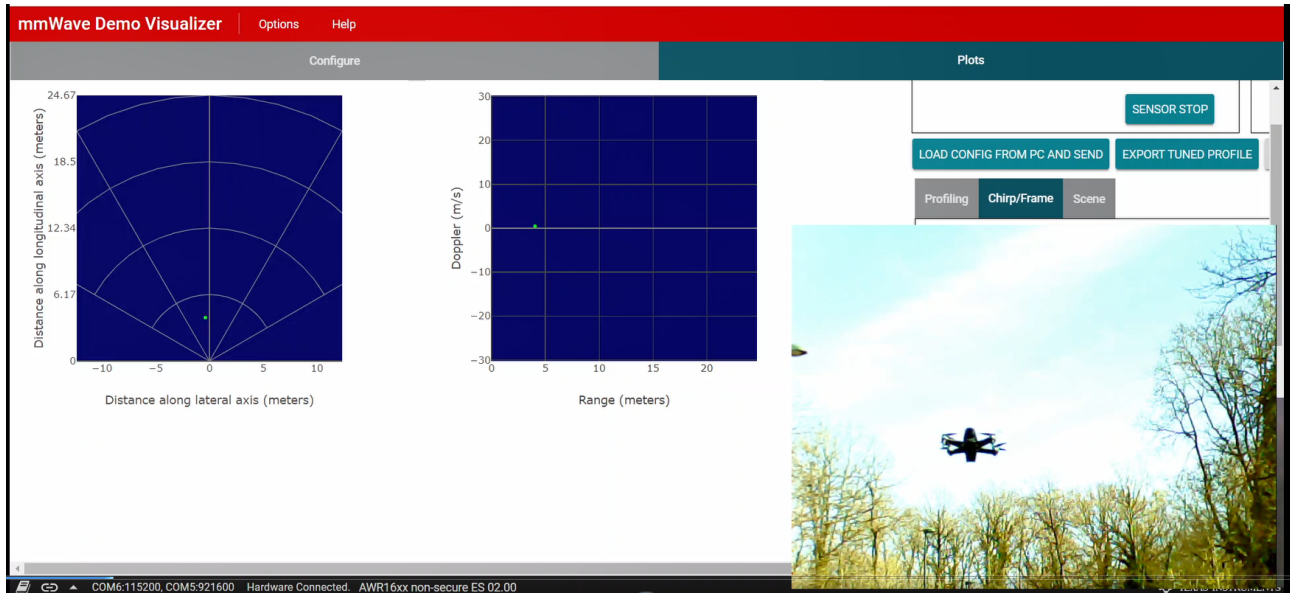 mmWave Demo Visualizer Options Help
Configure Plots
24.67
18.5
12.34
6.17
0
−10 −5 0 5 10
Distance along longitudinal axis (meters)
Distance along lateral axis (meters)
30
20
10
0
−10
−20
−30
0 5 10 15 20
Doppler (m/s)
Range (meters)
SENSOR STOP
LOAD CONFIG FROM PC AND SEND EXPORT TUNED PROFILE
Profiling Chirp/Frame Scene
COM6:115200, COM5:921600 Hardware Connected. AWR16xx non-secure ES 02.00
TEXAS INSTRUMENTS